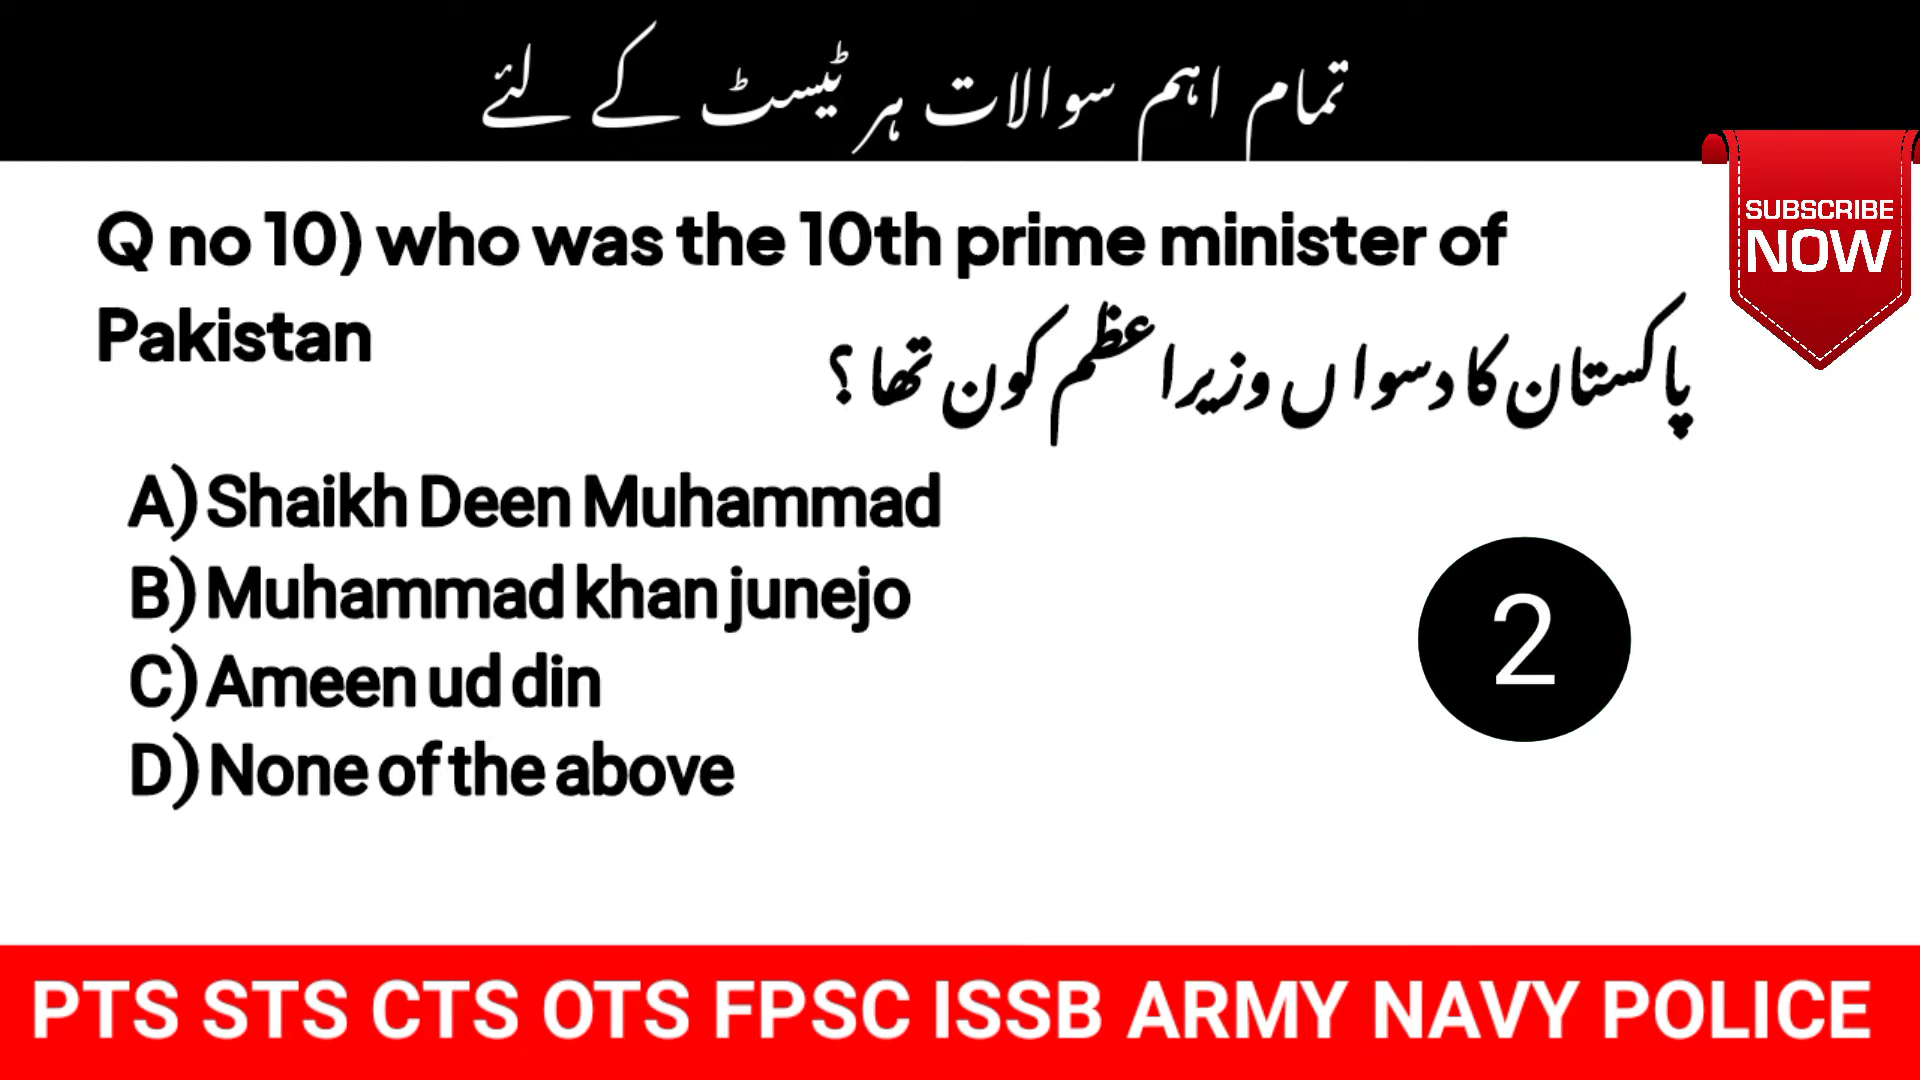 تمام اہم سوالات ہر ٹیسٹ کے لئے
SUBSCRIBE
NOW
Q no 10) who was the 10th prime minister of
Pakistan
پاکستان کا دسواں وزیراعظم کون تھا ؟
A) Shaikh Deen Muhammad
B) Muhammad khan junejo
C) Ameen ud din
D) None of the above
2
PTS STS CTS OTS FPSC ISSB ARMY NAVY POLICE